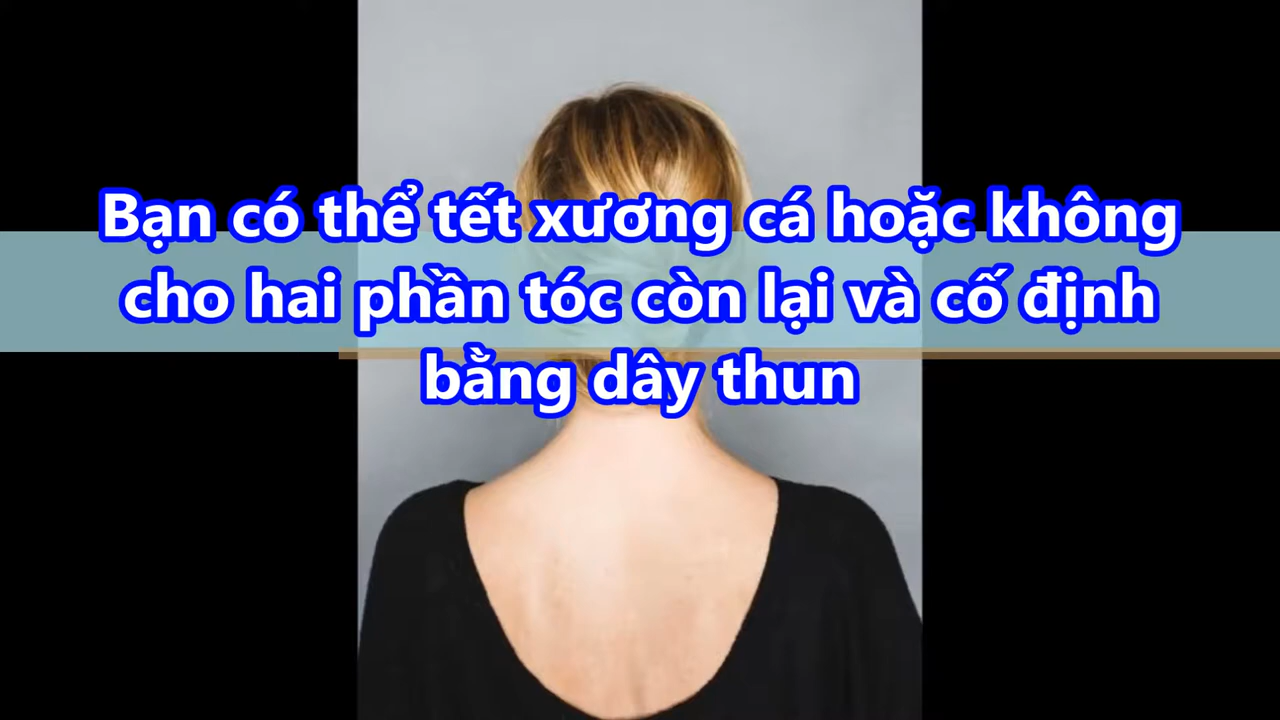 Bạn có thể tết xương cá hoặc không
cho hai phần tóc còn lại và cố định
bằng dây thun